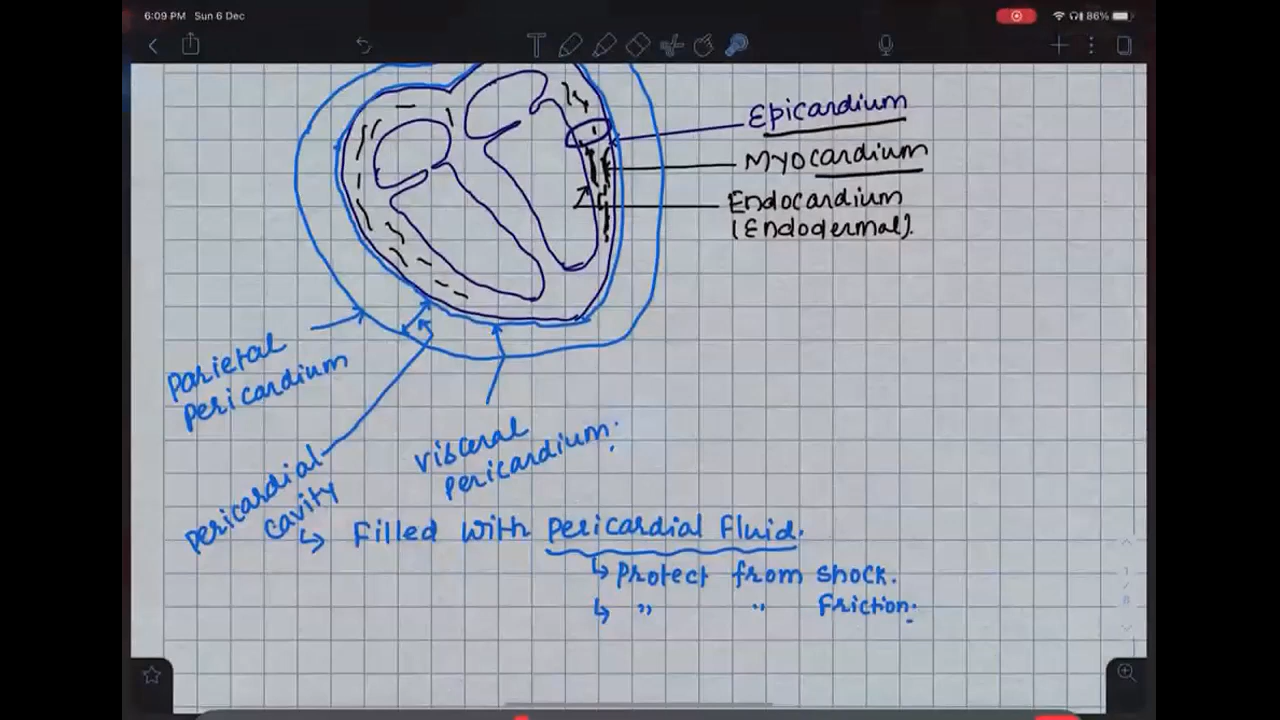 6:09 PM Sun 6 Dec
86%
Epicardium
Myocardium
Endocardium
(Endodermal).
parietal
pericardium
visceral
pericardium.
pericardial
cavity
↳ Filled with pericardial fluid.
↳ protect from shock.
↳ " " Friction.